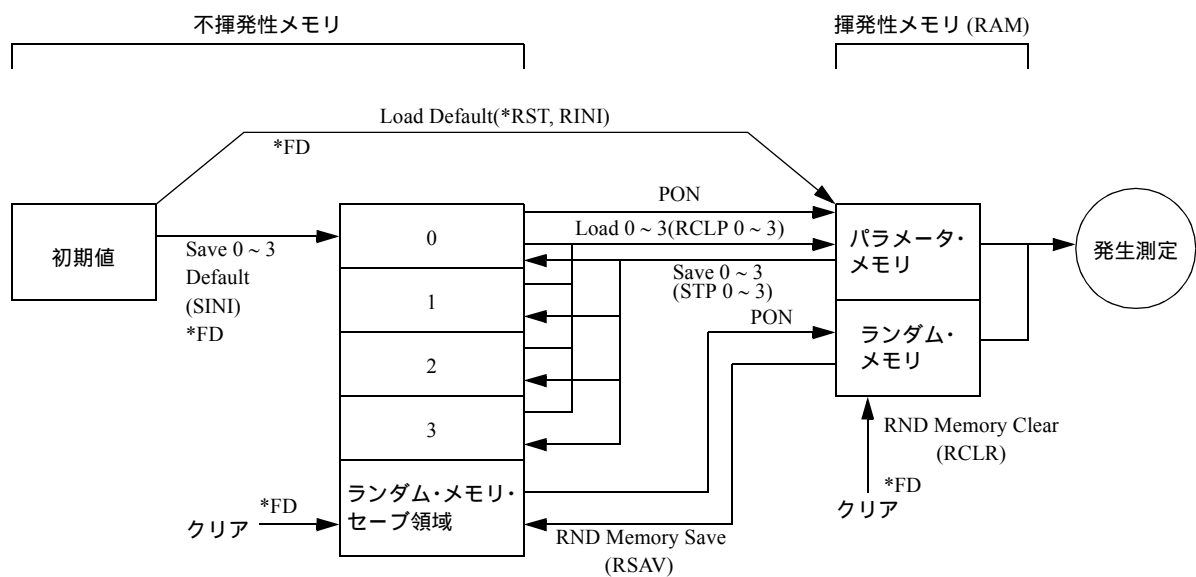 不揮発性メモリ
揮発性メモリ (RAM)
Load Default(*RST, RINI)
*FD
初期値
Save 0 ~ 3
Default
(SINI)
*FD
0
1
2
3
ランダム・メモリ・
セーブ領域
クリア
*FD
PON
Load 0 ~ 3(RCLP 0 ~ 3)
Save 0 ~ 3
(STP 0 ~ 3)
PON
RND Memory Save
(RSAV)
パラメータ・
メモリ
ランダム・
メモリ
発生測定
RND Memory Clear
(RCLR)
*FD
クリア